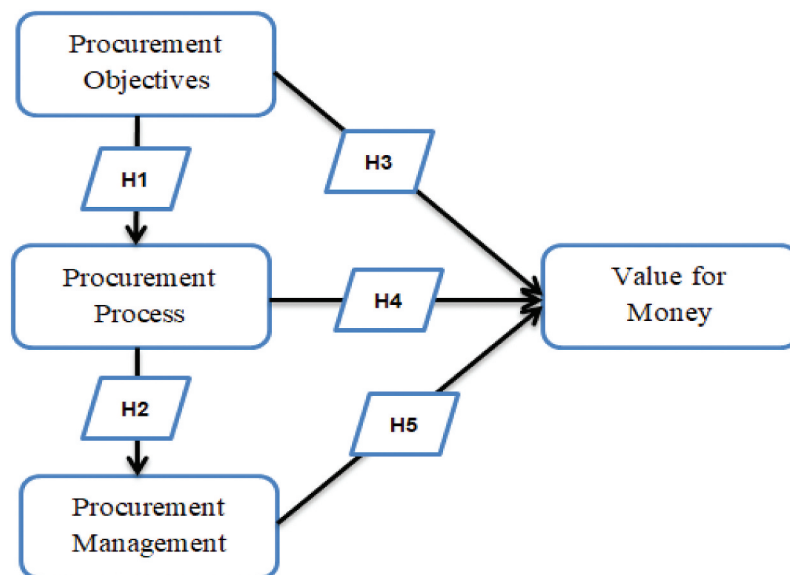 Procurement
Objectives
H1
H3
Procurement
Process
H4
Value for
Money
H2
H5
Procurement
Management